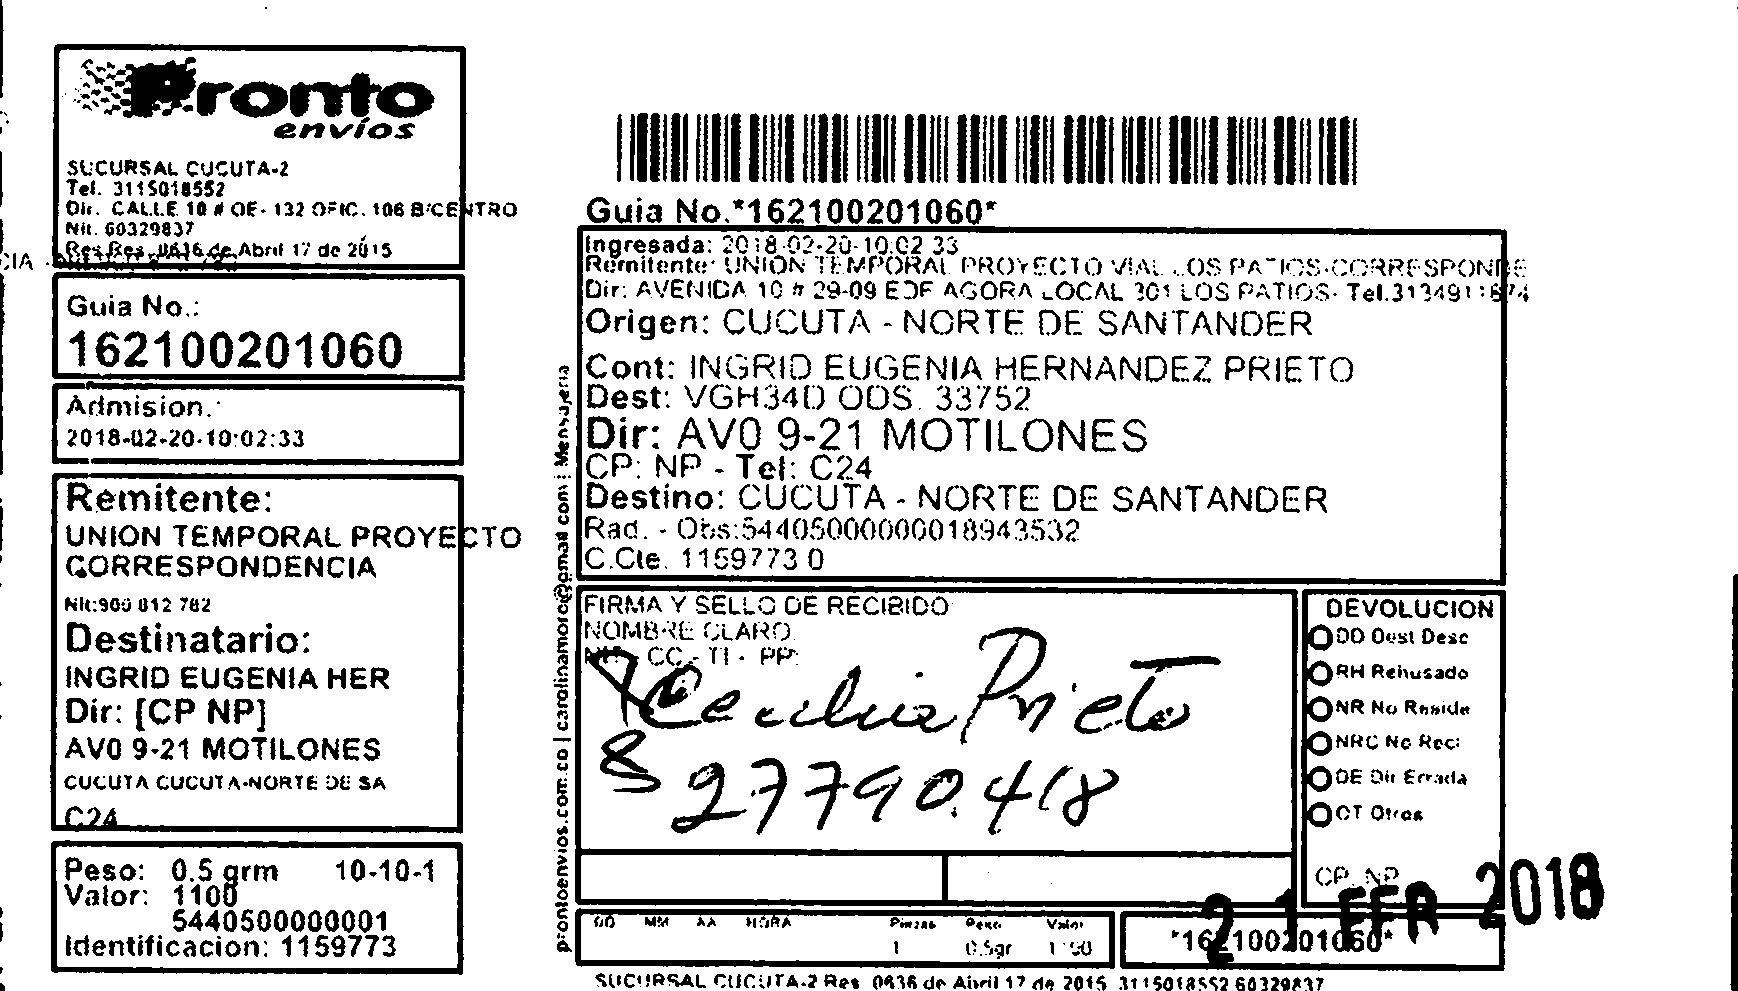 Pronto
envíos
SUCURSAL CUCUTA-2
Tel. 3115018552
Dir. CALLE 10 # OE- 132 OFIC. 106 B/CENTRO
Nit. 60329837
Res Res. 0636 de Abril 17 de 2015
Guia No.:
162100201060
Admision.:
2018-02-20-10:02:33
Remitente:
UNION TEMPORAL PROYECTO
CORRESPONDENCIA
Nit:900 812 782
Destinatario:
INGRID EUGENIA HER
Dir: [CP NP]
AV0 9-21 MOTILONES
CUCUTA CUCUTA-NORTE DE SA
C24
Peso: 0.5 grm 10-10-1
Valor: 1100
5440500000001
Identificacion: 1159773
prontoenvios.com.co | carolinamoro@gmail.com | Mensajeria
Guia No.*162100201060*
Ingresada: 2018-02-20-10:02 33
Remitente: UNION TEMPORAL PROYECTO VIAL LOS PATIOS-CORRESPONDE
Dir: AVENIDA 10 # 29-09 EDF AGORA LOCAL 301 LOS PATIOS- Tel.3134911674
Origen: CUCUTA - NORTE DE SANTANDER
Cont: INGRID EUGENIA HERNANDEZ PRIETO
Dest: VGH34D ODS. 33752
Dir: AV0 9-21 MOTILONES
CP: NP - Tel: C24
Destino: CUCUTA - NORTE DE SANTANDER
Rad. - Obs:54405000000018943532
C.Cte. 1159773 0
FIRMA Y SELLO DE RECIBIDO
NOMBRE CLARO
NIT - CC - TI - PP:
Cecilia Prieto
27790.418
DEVOLUCION
DD Dest Desc
RH Rehusado
NR No Reside
NRC No Recl
DE Dir Errada
OT Otros
CP NP
21 FEB 2018
DD MM AA HORA Piezas Peso Valor
1 0.5gr 1100
*162100201060*
SUCURSAL CUCUTA-2 Res. 0636 de Abril 17 de 2015 3115018552 60329837